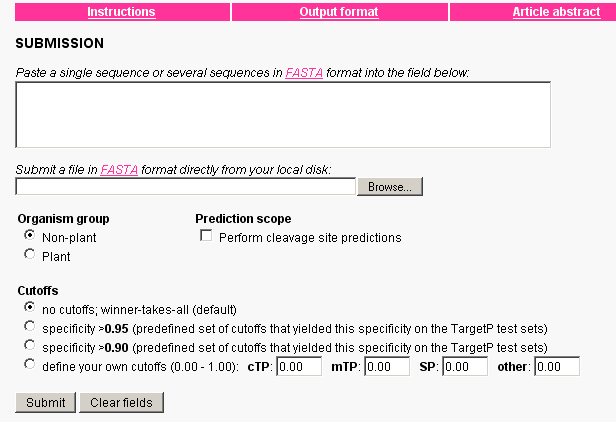 Instructions Output format Article abstract
SUBMISSION
Paste a single sequence or several sequences in FASTA format into the field below:
Submit a file in FASTA format directly from your local disk:
Browse...
Organism group Prediction scope
Non-plant Perform cleavage site predictions
Plant
Cutoffs
no cutoffs; winner-takes-all (default)
specificity >0.95 (predefined set of cutoffs that yielded this specificity on the TargetP test sets)
specificity >0.90 (predefined set of cutoffs that yielded this specificity on the TargetP test sets)
define your own cutoffs (0.00 - 1.00): cTP: 0.00 mTP: 0.00 SP: 0.00 other: 0.00
Submit Clear fields